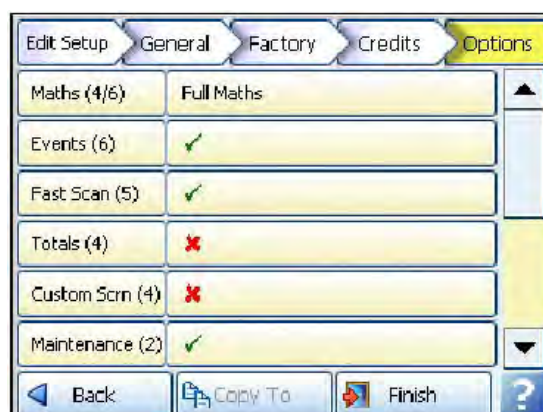 Edit Setup General Factory Credits Options
Maths (4/6) Full Maths
Events (6)
Fast Scan (5)
Totals (4)
Custom Scrn (4)
Maintenance (2)
Back Copy To Finish ?